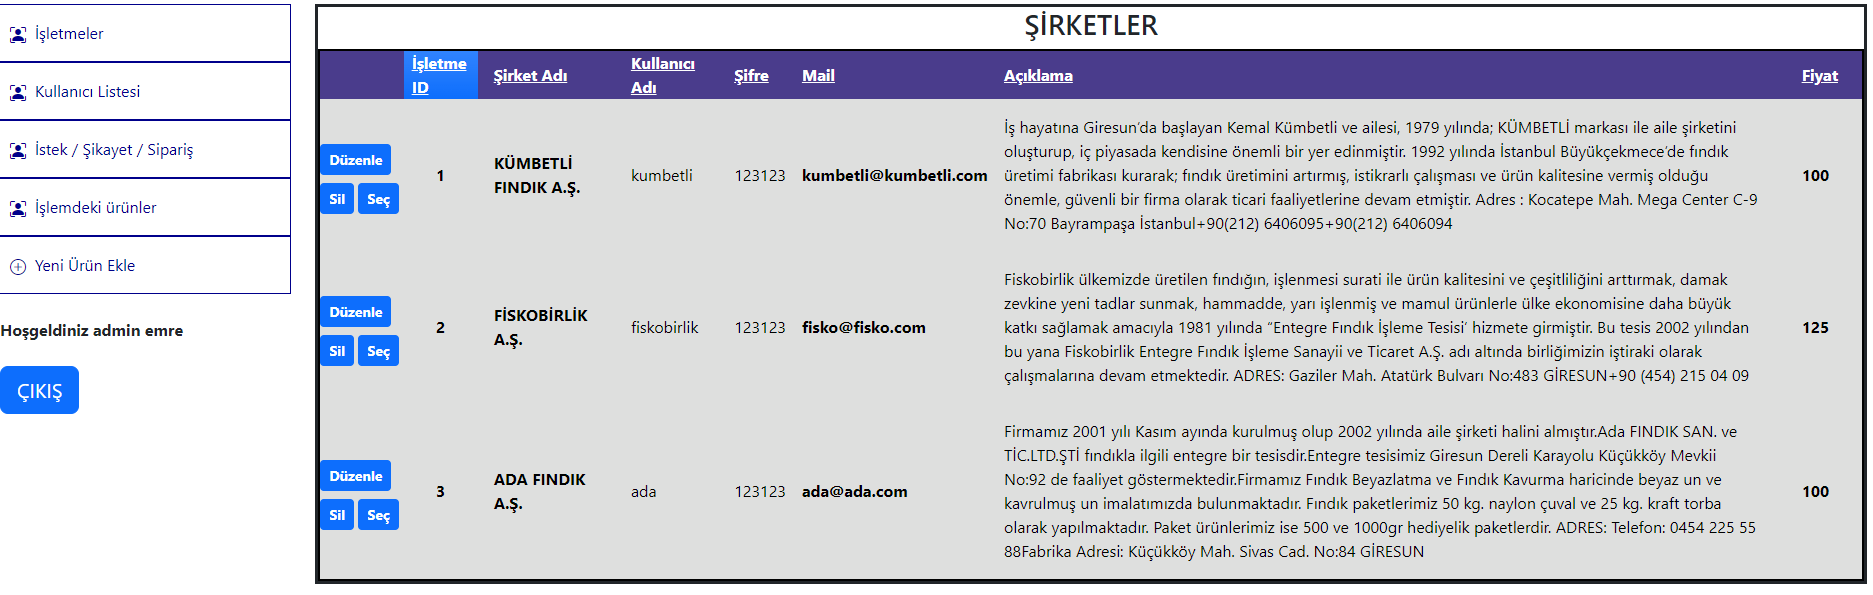 İşletmeler
Kullanıcı Listesi
İstek / Şikayet / Sipariş
İşlemdeki ürünler
Yeni Ürün Ekle
Hoşgeldiniz admin emre
ÇIKIŞ
ŞİRKETLER
İşletme
ID
Şirket Adı
Kullanıcı
Adı
Şifre
Mail
Açıklama
Fiyat
Düzenle
Sil
Seç
1
KÜMBETLİ
FINDIK A.Ş.
kumbetli
123123
kumbetli@kumbetli.com
İş hayatına Giresun’da başlayan Kemal Kümbetli ve ailesi, 1979 yılında; KÜMBETLİ markası ile aile şirketini
oluşturup, iç piyasada kendisine önemli bir yer edinmiştir. 1992 yılında İstanbul Büyükçekmece’de fındık
üretimi fabrikası kurarak; fındık üretimini artırmış, istikrarlı çalışması ve ürün kalitesine vermiş olduğu
önemle, güvenli bir firma olarak ticari faaliyetlerine devam etmiştir. Adres : Kocatepe Mah. Mega Center C-9
No:70 Bayrampaşa İstanbul+90(212) 6406095+90(212) 6406094
100
Düzenle
Sil
Seç
2
FİSKOBİRLİK
A.Ş.
fiskobirlik
123123
fisko@fisko.com
Fiskobirlik ülkemizde üretilen fındığın, işlenmesi surati ile ürün kalitesini ve çeşitliliğini arttırmak, damak
zevkine yeni tadlar sunmak, hammadde, yarı işlenmiş ve mamul ürünlerle ülke ekonomisine daha büyük
katkı sağlamak amacıyla 1981 yılında “Entegre Fındık İşleme Tesisi’ hizmete girmiştir. Bu tesis 2002 yılından
bu yana Fiskobirlik Entegre Fındık İşleme Sanayii ve Ticaret A.Ş. adı altında birliğimizin iştiraki olarak
çalışmalarına devam etmektedir. ADRES: Gaziler Mah. Atatürk Bulvarı No:483 GİRESUN+90 (454) 215 04 09
125
Düzenle
Sil
Seç
3
ADA FINDIK
A.Ş.
ada
123123
ada@ada.com
Firmamız 2001 yılı Kasım ayında kurulmuş olup 2002 yılında aile şirketi halini almıştır.Ada FINDIK SAN. ve
TİC.LTD.ŞTİ fındıkla ilgili entegre bir tesisdir.Entegre tesisimiz Giresun Dereli Karayolu Küçükköy Mevkii
No:92 de faaliyet göstermektedir.Firmamız Fındık Beyazlatma ve Fındık Kavurma haricinde beyaz un ve
kavrulmuş un imalatımızda bulunmaktadır. Fındık paketlerimiz 50 kg. naylon çuval ve 25 kg. kraft torba
olarak yapılmaktadır. Paket ürünlerimiz ise 500 ve 1000gr hediyelik paketlerdir. ADRES: Telefon: 0454 225 55
88Fabrika Adresi: Küçükköy Mah. Sivas Cad. No:84 GİRESUN
100